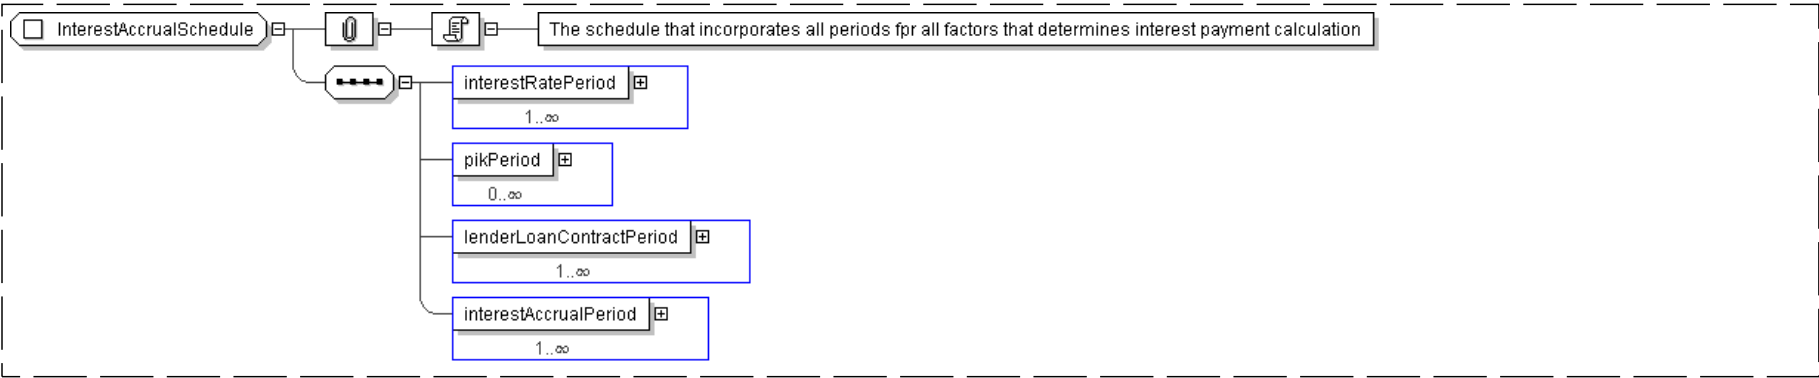 InterestAccrualSchedule
The schedule that incorporates all periods fpr all factors that determines interest payment calculation
interestRatePeriod
1..∞
pikPeriod
0..∞
lenderLoanContractPeriod
1..∞
interestAccrualPeriod
1..∞